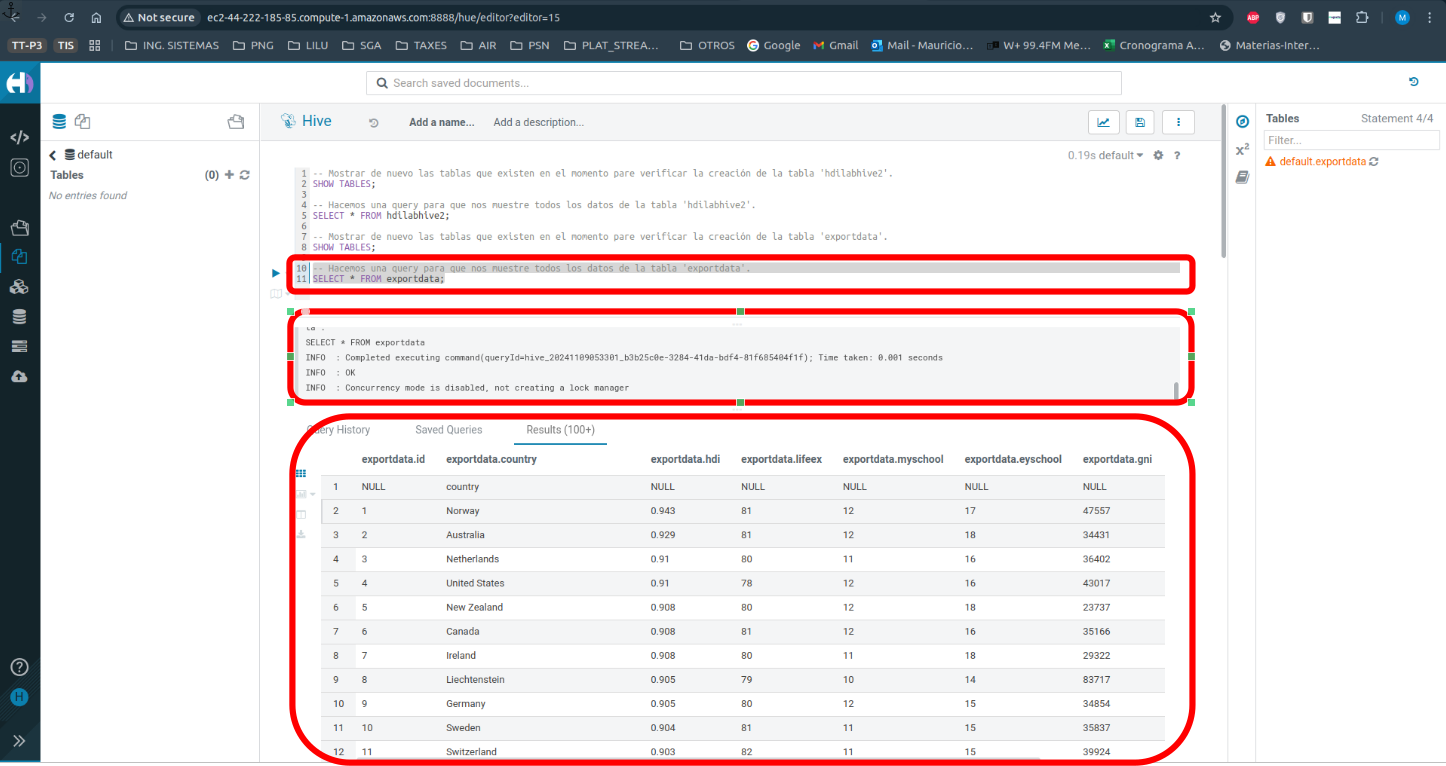 Not secure ec2-44-222-185-85.compute-1.amazonaws.com:8888/hue/editor?editor=15
ABP M
TT-P3 TIS ING. SISTEMAS PNG LILU SGA TAXES AIR PSN PLAT_STREA... OTROS Google Gmail Mail - Mauricio... W+ 99.4FM Me... Cronograma A... Materias-Inter...
Search saved documents...
Hive Add a name... Add a description...
Tables Statement 4/4
Filter...
default.exportdata
default
Tables (0)
No entries found
0.19s default ?
1 -- Mostrar de nuevo las tablas que existen en el momento pare verificar la creación de la tabla 'hdilabhive2'.
2 SHOW TABLES;
3
4 -- Hacemos una query para que nos muestre todos los datos de la tabla 'hdilabhive2'.
5 SELECT * FROM hdilabhive2;
6
7 -- Mostrar de nuevo las tablas que existen en el momento pare verificar la creación de la tabla 'exportdata'.
8 SHOW TABLES;
10 -- Hacemos una query para que nos muestre todos los datos de la tabla 'exportdata'.
11 SELECT * FROM exportdata;
ta'.
SELECT * FROM exportdata
INFO : Completed executing command(queryId=hive_20241109053301_b3b25c0e-3284-41da-bdf4-81f685404f1f); Time taken: 0.001 seconds
INFO : OK
INFO : Concurrency mode is disabled, not creating a lock manager
Query History Saved Queries Results (100+)
exportdata.id exportdata.country exportdata.hdi exportdata.lifeex exportdata.myschool exportdata.eyschool exportdata.gni
1 NULL country NULL NULL NULL NULL NULL
2 1 Norway 0.943 81 12 17 47557
3 2 Australia 0.929 81 12 18 34431
4 3 Netherlands 0.91 80 11 16 36402
5 4 United States 0.91 78 12 16 43017
6 5 New Zealand 0.908 80 12 18 23737
7 6 Canada 0.908 81 12 16 35166
8 7 Ireland 0.908 80 11 18 29322
9 8 Liechtenstein 0.905 79 10 14 83717
10 9 Germany 0.905 80 12 15 34854
11 10 Sweden 0.904 81 11 15 35837
12 11 Switzerland 0.903 82 11 15 39924
H